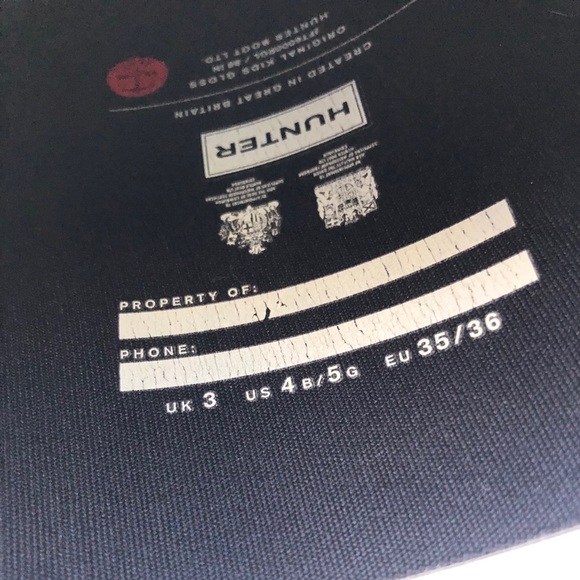 PROPERTY OF:
PHONE:
UK 3 US 4B/5G EU 35/36
HUNTER
CREATED IN GREAT BRITAIN
ORIGINAL KIDS GLOSS
HUNTER BOOT LTD